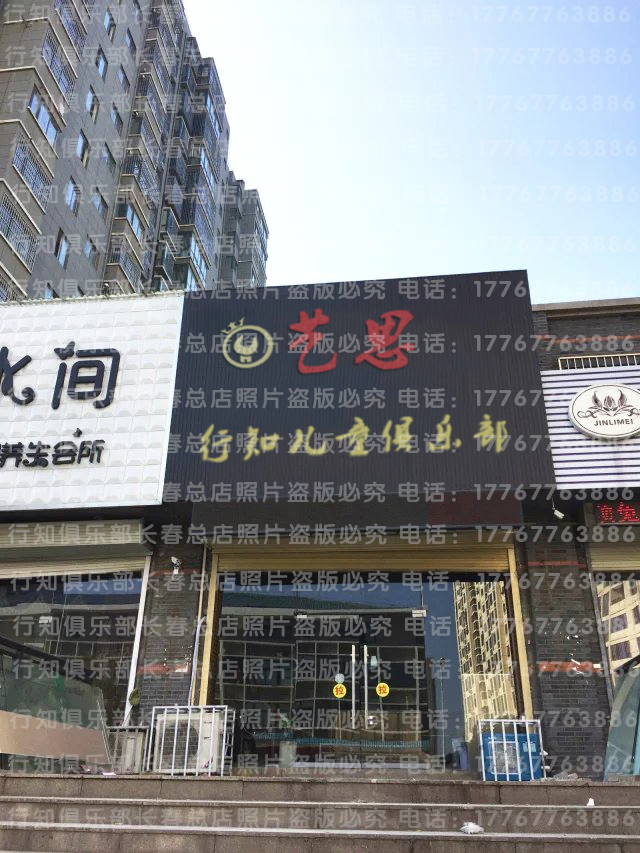 行知俱乐部长春总店照片盗版必究 电话：17767763886
艺思
行知儿童俱乐部
水间
养生会所
JINLIMEI
拉
拉